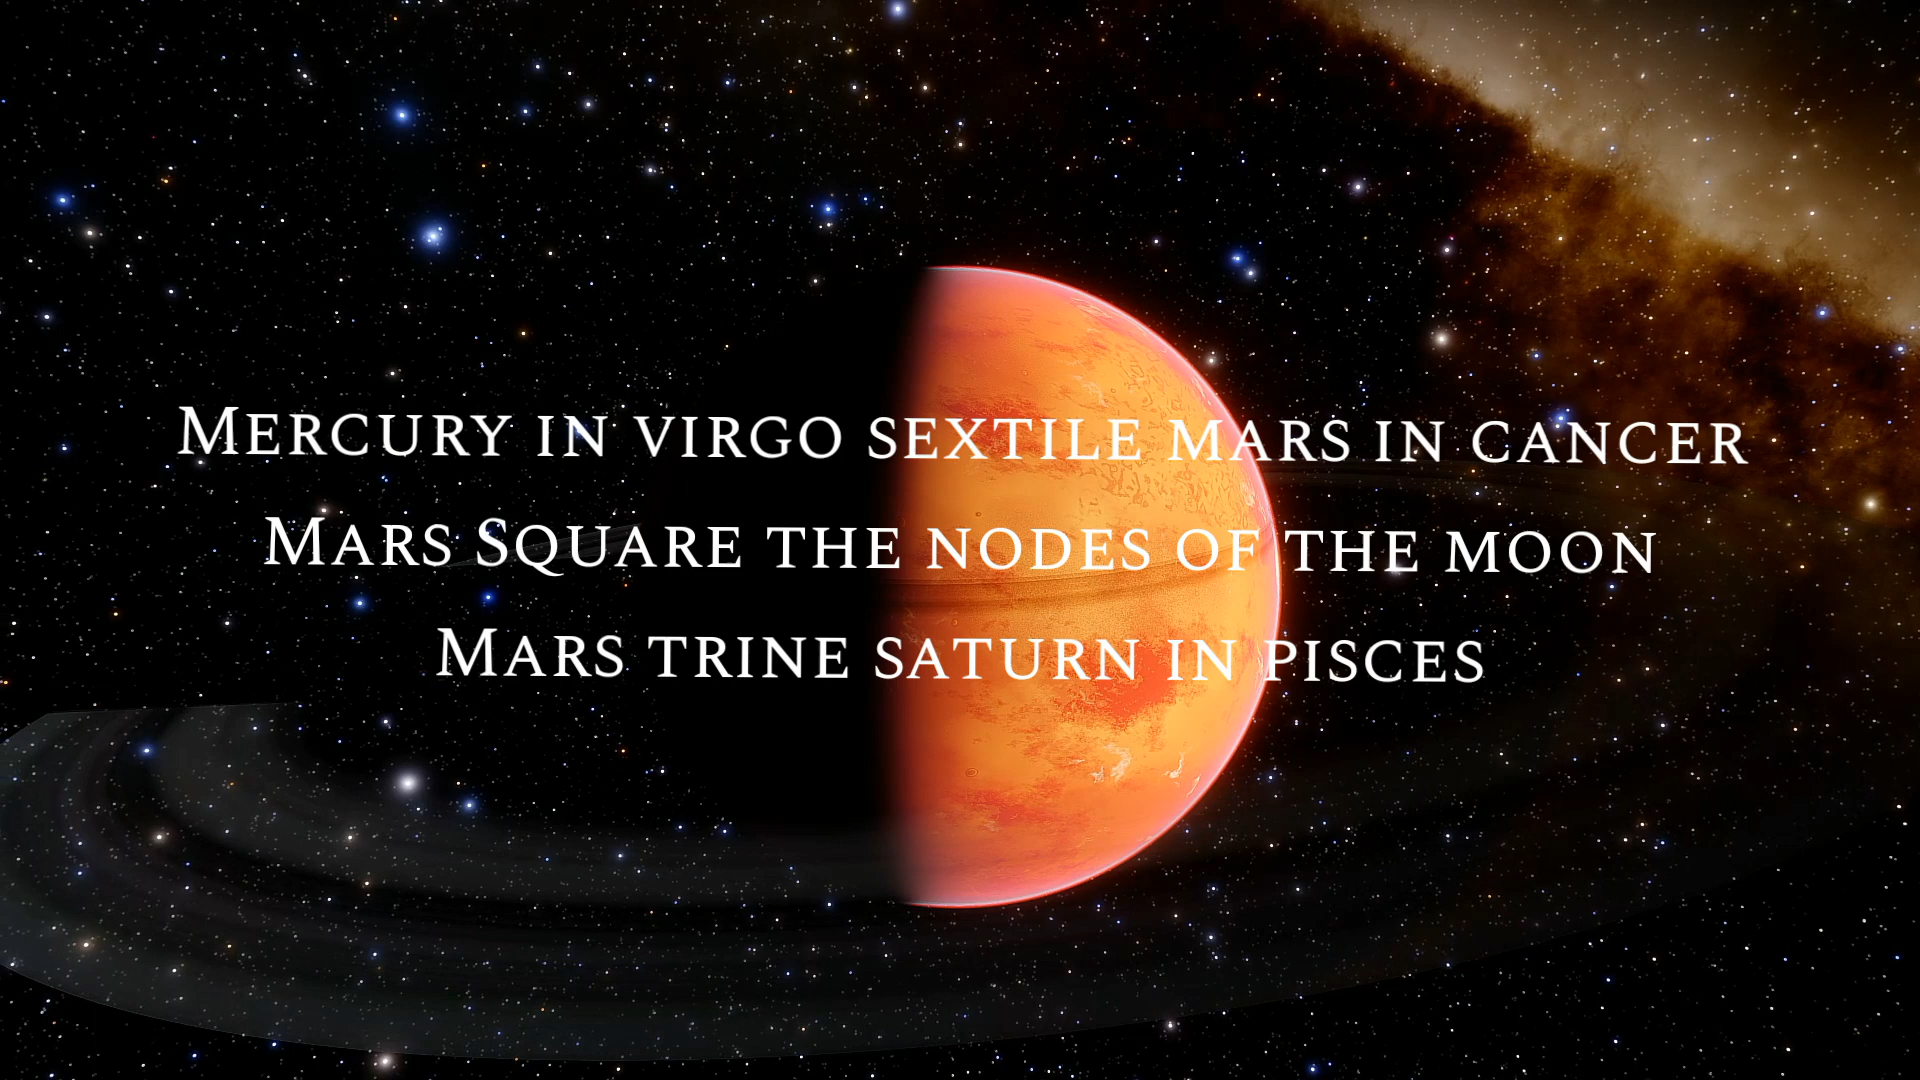 Mercury in virgo sextile mars in cancer
Mars Square the nodes of the moon
Mars trine saturn in pisces